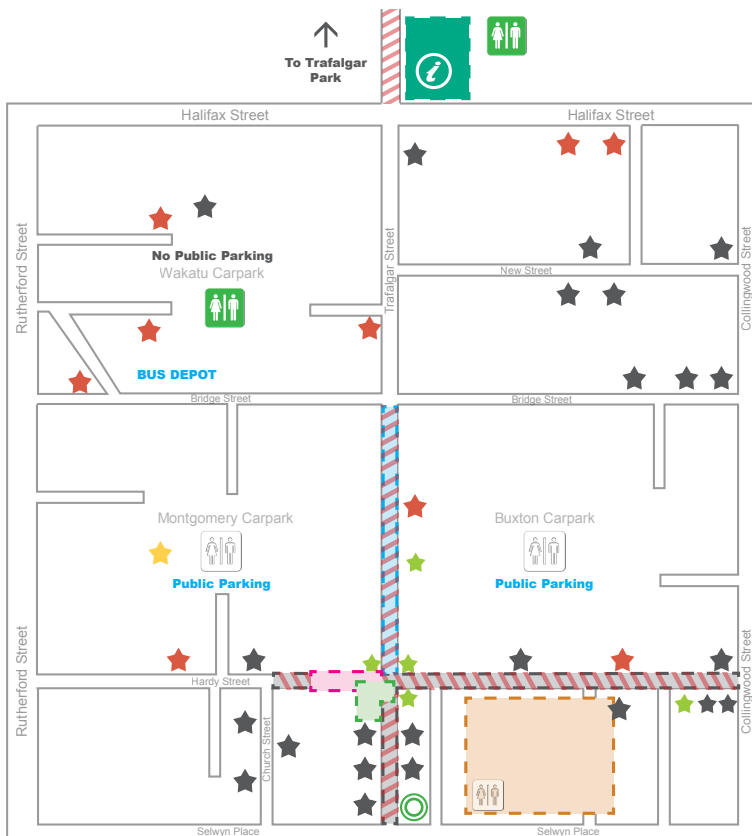 To Trafalgar
Park
i
Halifax Street
Halifax Street
Rutherford Street
Trafalgar Street
Collingwood Street
No Public Parking
Wakatu Carpark
New Street
BUS DEPOT
Bridge Street
Bridge Street
Montgomery Carpark
Buxton Carpark
Public Parking
Public Parking
Rutherford Street
Collingwood Street
Hardy Street
Church Street
Selwyn Place
Selwyn Place